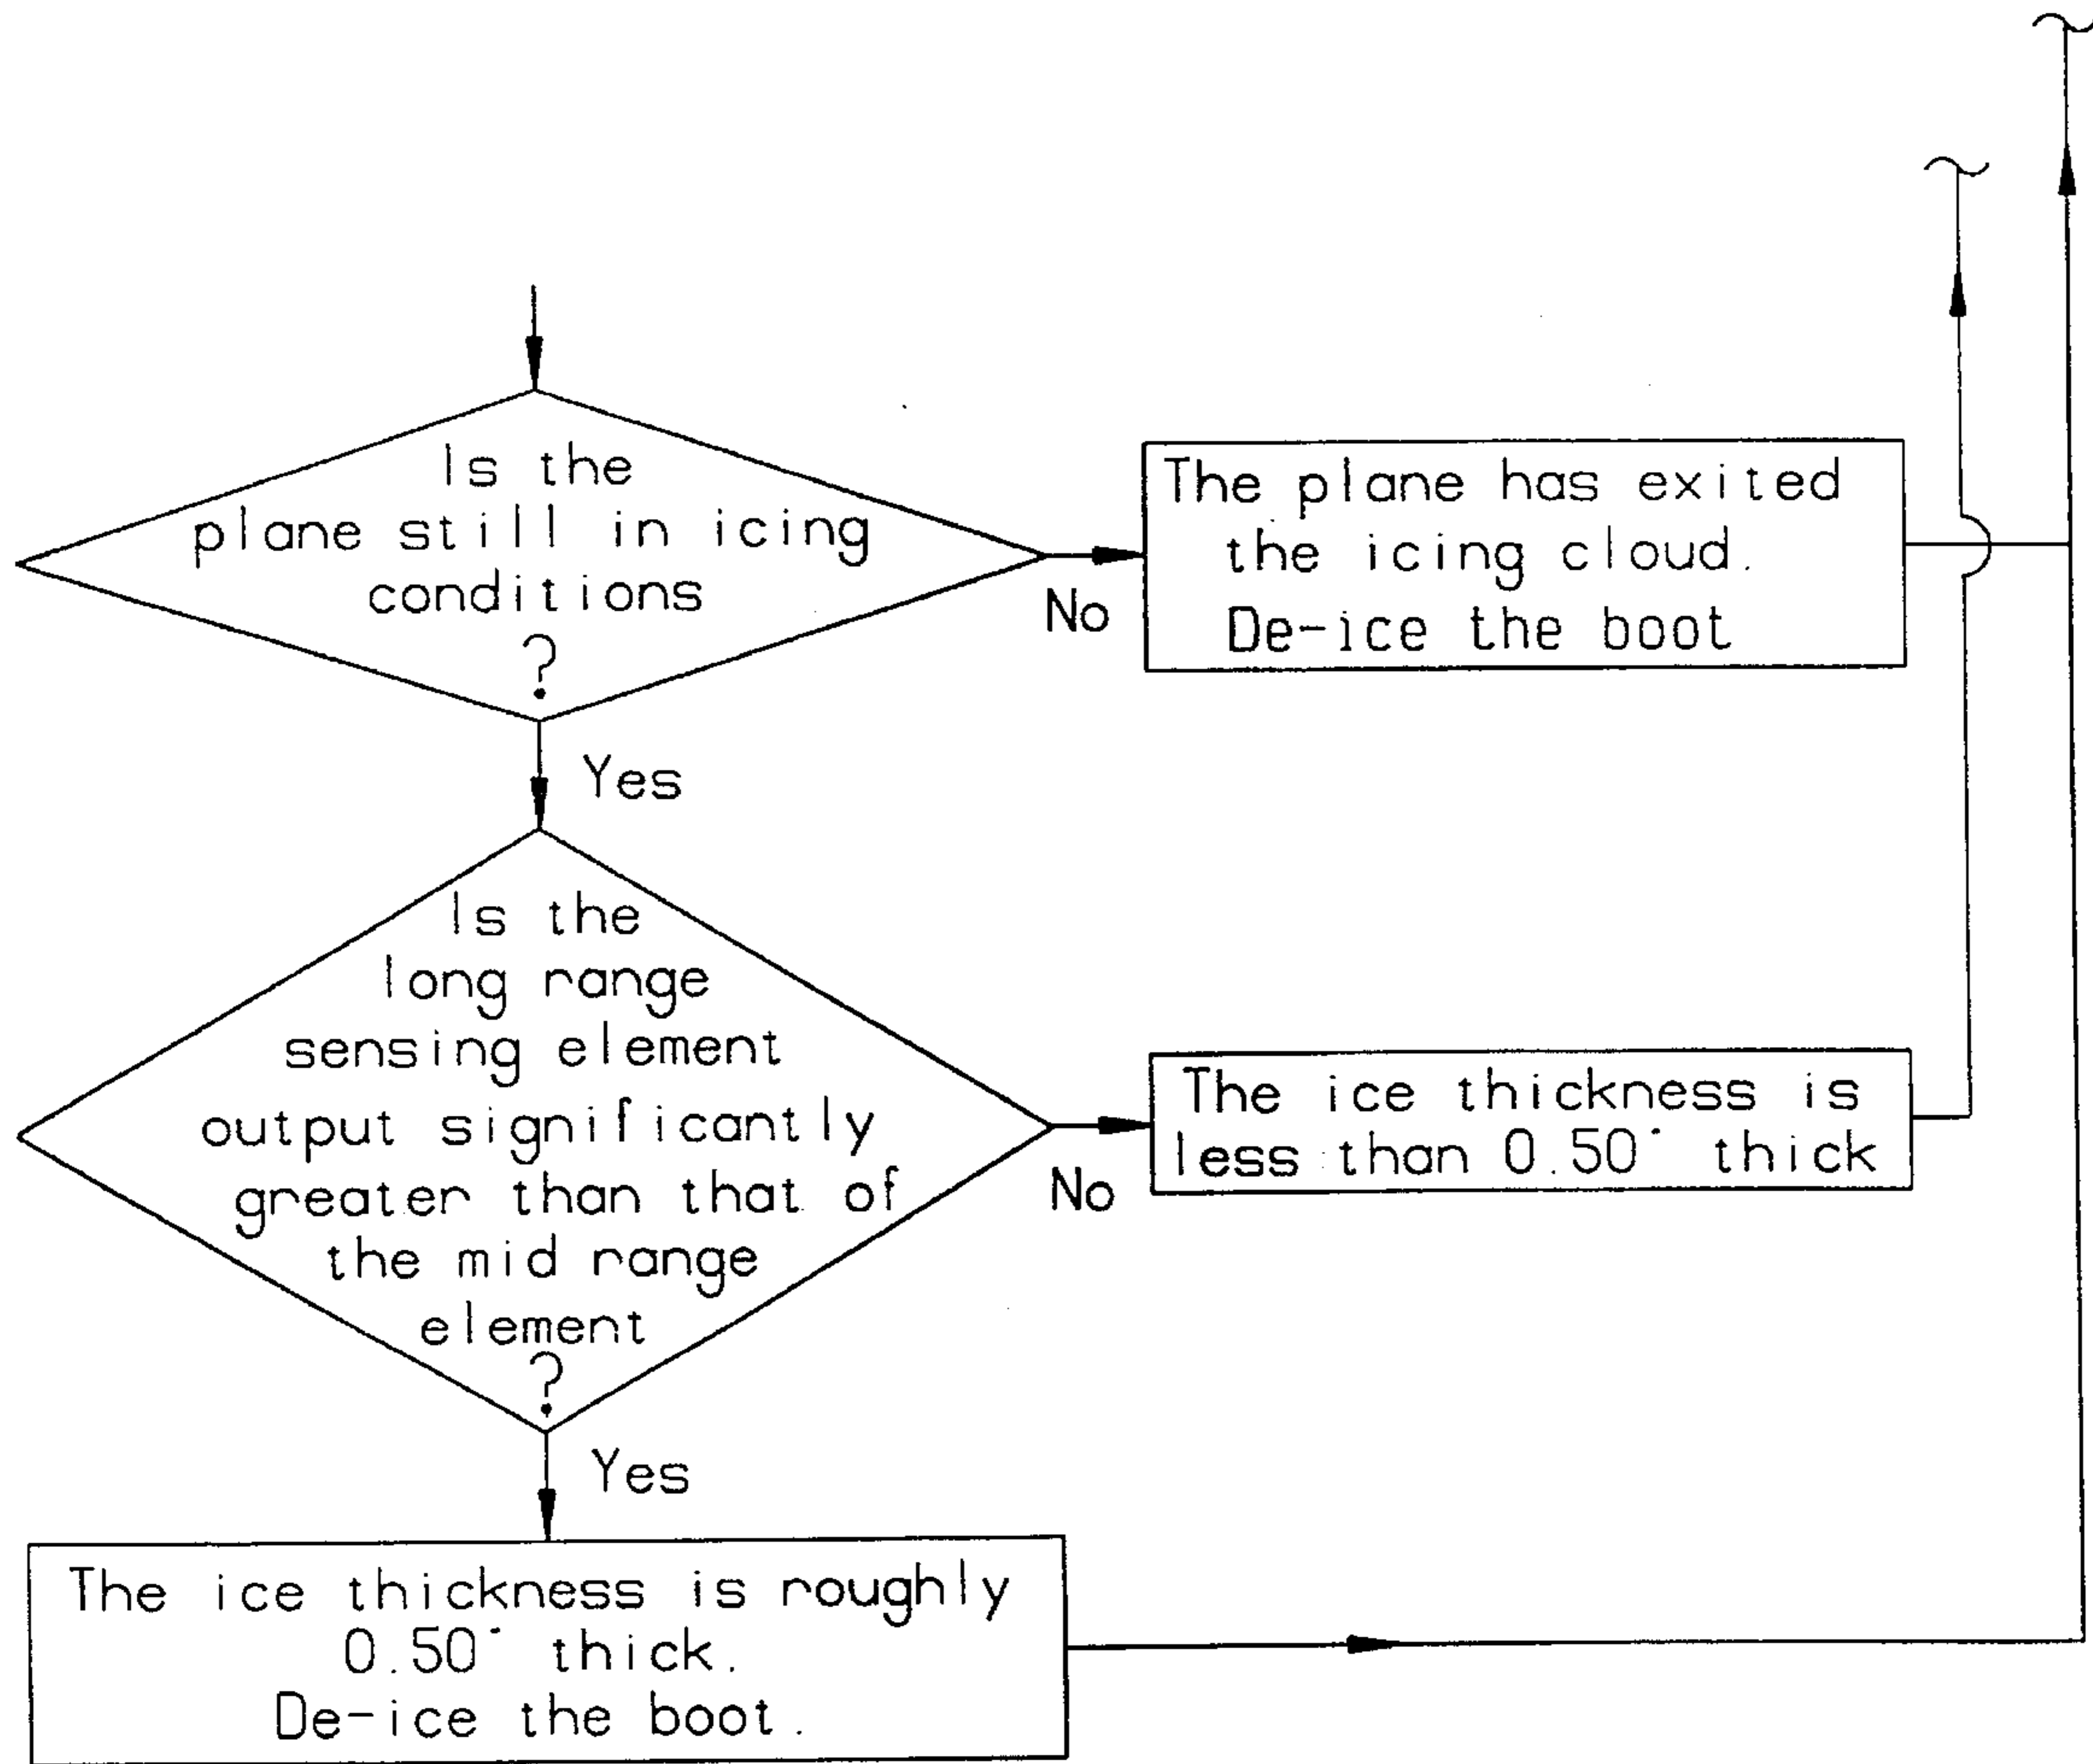 Is the
plane still in icing
conditions
?
No
The plane has exited
the icing cloud.
De-ice the boot
Yes
Is the
long range
sensing element
output significantly
greater than that of
the mid range
element
?
No
The ice thickness is
less than 0.50" thick
Yes
The ice thickness is roughly
0.50" thick.
De-ice the boot.